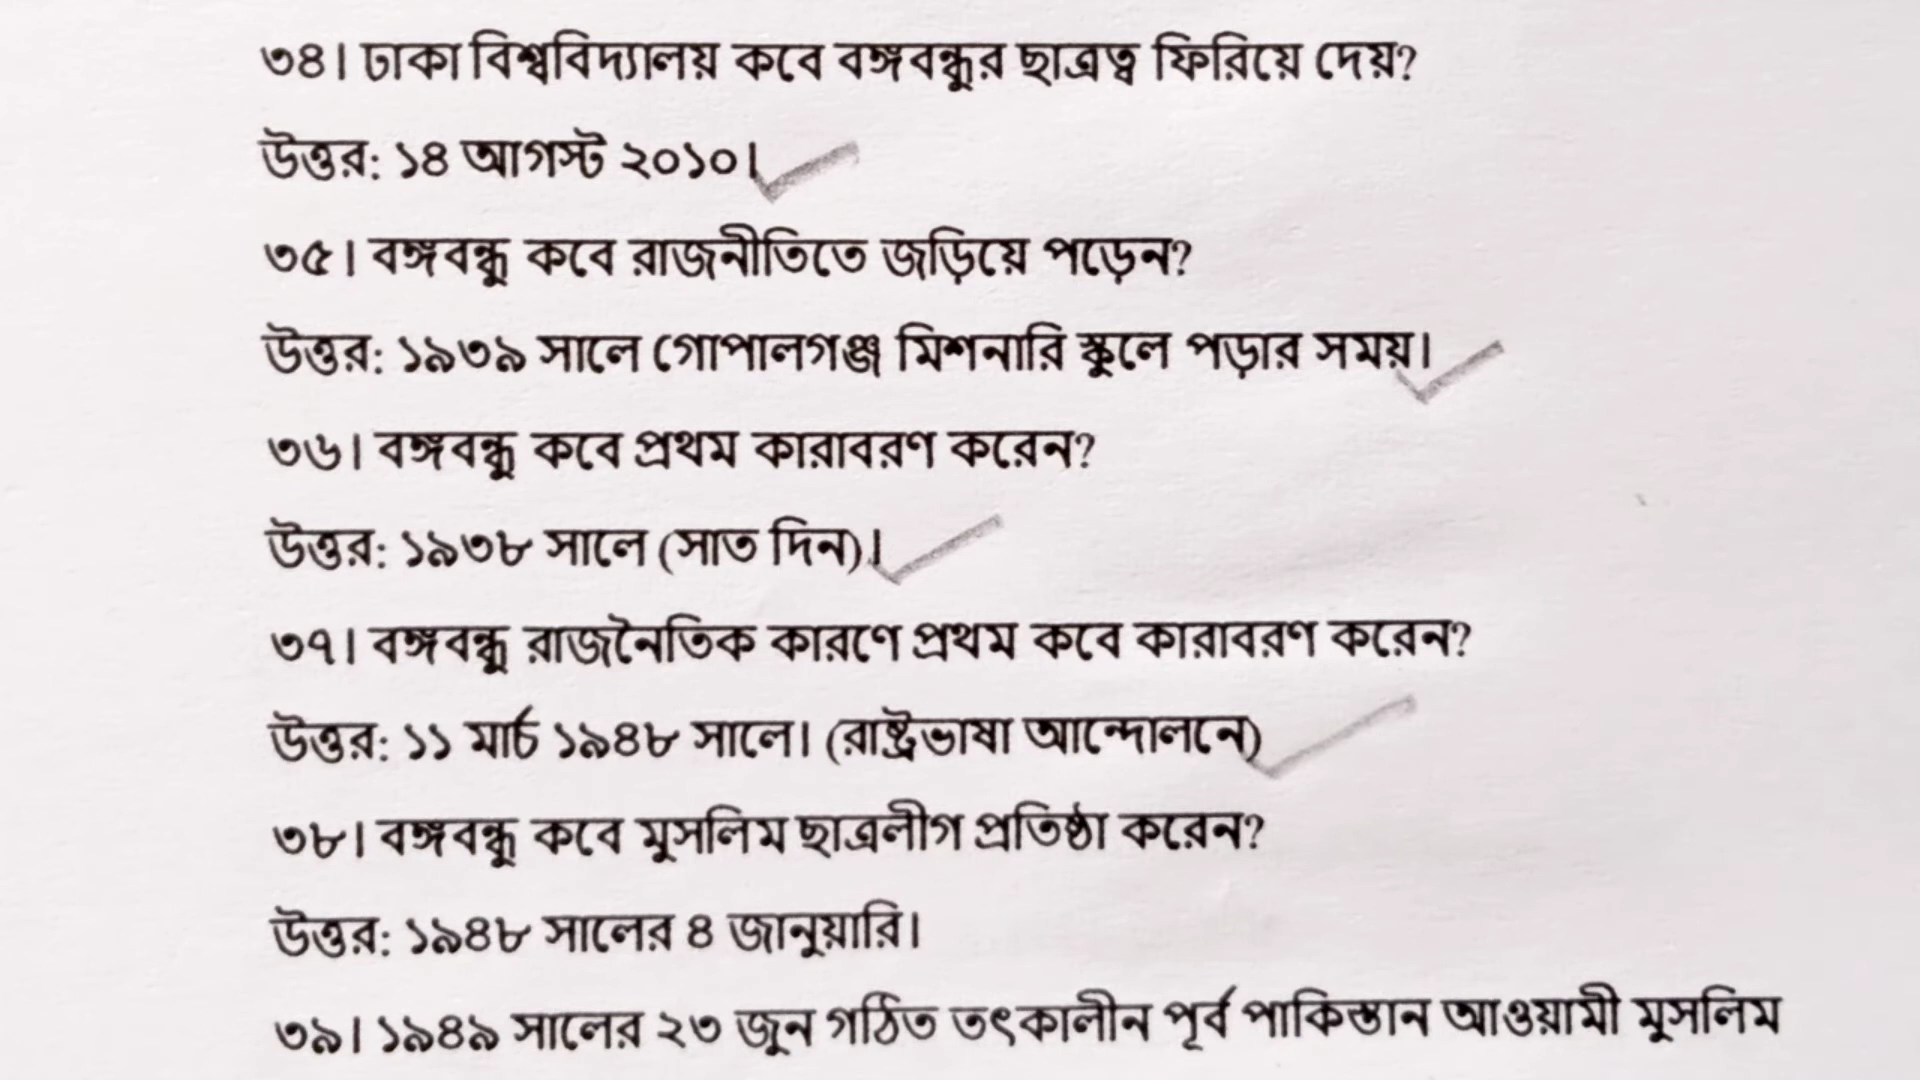 ৩৪। ঢাকা বিশ্ববিদ্যালয় কবে বঙ্গবন্ধুর ছাত্রত্ব ফিরিয়ে দেয়?
উত্তর: ১৪ আগস্ট ২০১০।
৩৫। বঙ্গবন্ধু কবে রাজনীতিতে জড়িয়ে পড়েন?
উত্তর: ১৯৩৯ সালে গোপালগঞ্জ মিশনারি স্কুলে পড়ার সময়।
৩৬। বঙ্গবন্ধু কবে প্রথম কারাবরণ করেন?
উত্তর: ১৯৩৮ সালে (সাত দিন)।
৩৭। বঙ্গবন্ধু রাজনৈতিক কারণে প্রথম কবে কারাবরণ করেন?
উত্তর: ১১ মার্চ ১৯৪৮ সালে। (রাষ্ট্রভাষা আন্দোলনে)
৩৮। বঙ্গবন্ধু কবে মুসলিম ছাত্রলীগ প্রতিষ্ঠা করেন?
উত্তর: ১৯৪৮ সালের ৪ জানুয়ারি।
৩৯। ১৯৪৯ সালের ২৩ জুন গঠিত তৎকালীন পূর্ব পাকিস্তান আওয়ামী মুসলিম